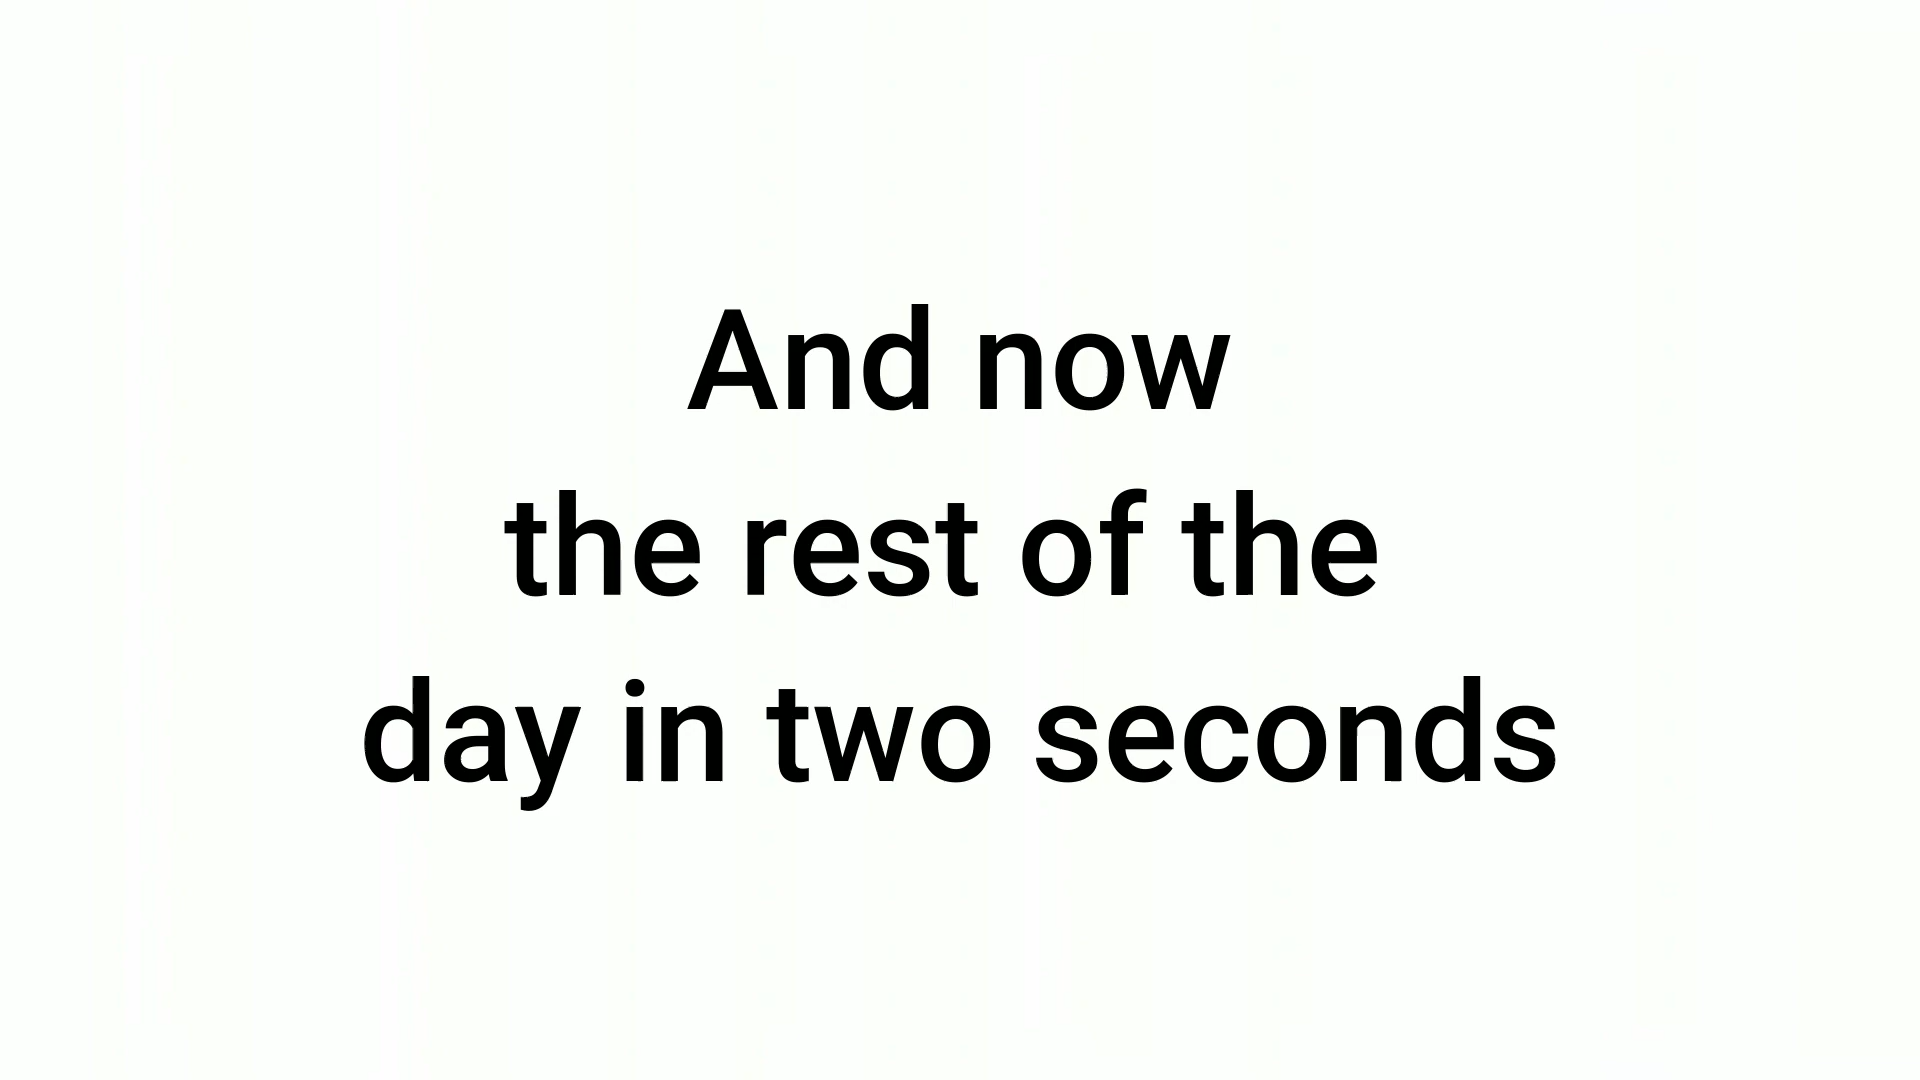 And now
the rest of the
day in two seconds